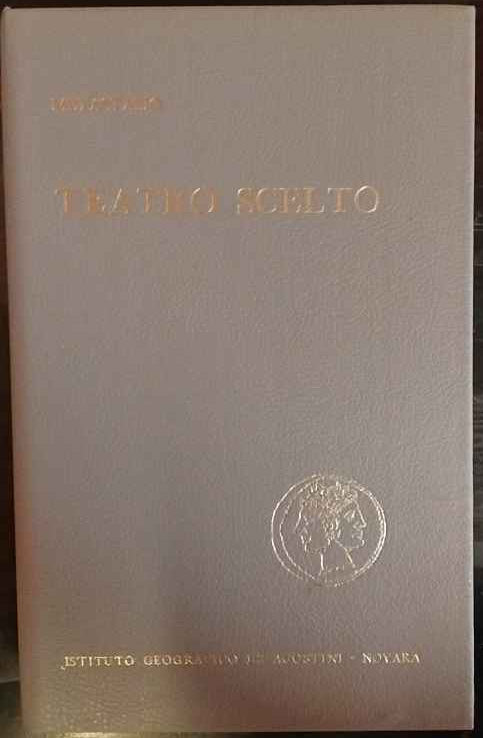 TEATRO SCELTO
ISTITUTO GEOGRAFICO DE AGOSTINI - NOVARA